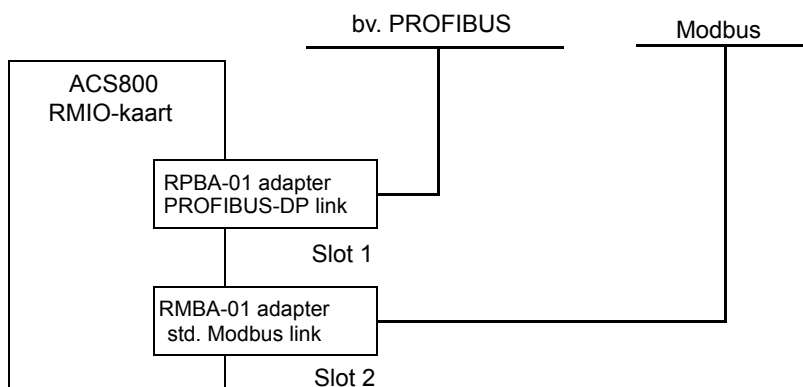 bv. PROFIBUS
Modbus
ACS800
RMIO-kaart
RPBA-01 adapter
PROFIBUS-DP link
Slot 1
RMBA-01 adapter
std. Modbus link
Slot 2